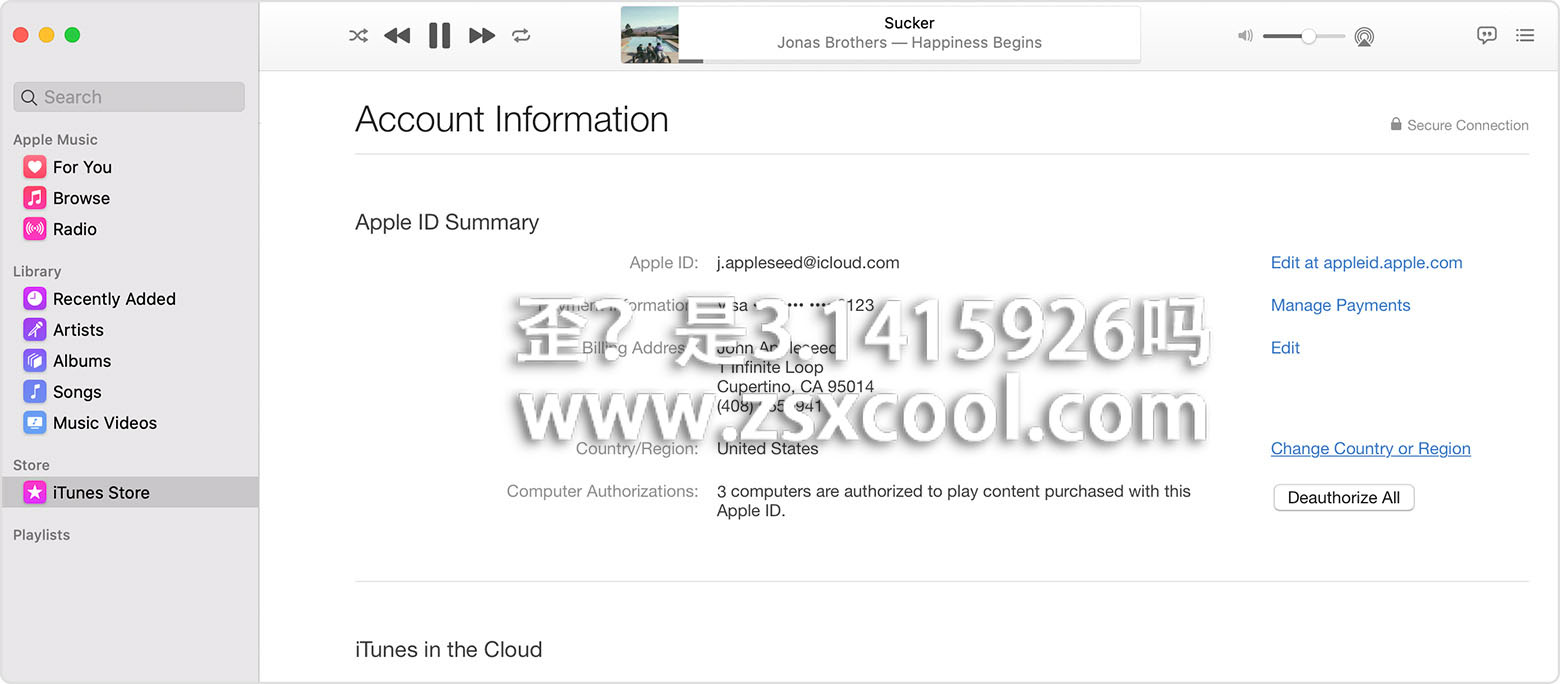 Sucker
Jonas Brothers — Happiness Begins
Search
Apple Music
For You
Browse
Radio
Library
Recently Added
Artists
Albums
Songs
Music Videos
Store
iTunes Store
Playlists
Account Information
Secure Connection
Apple ID Summary
Apple ID: j.appleseed@icloud.com Edit at appleid.apple.com
Payment Information Visa •••• 123 Manage Payments
Billing Address John Appleseed Edit
1 Infinite Loop
Cupertino, CA 95014
(408) 941
Country/Region: United States Change Country or Region
Computer Authorizations: 3 computers are authorized to play content purchased with this Deauthorize All
Apple ID.
iTunes in the Cloud
歪？是3.1415926吗
www.zsxcool.com